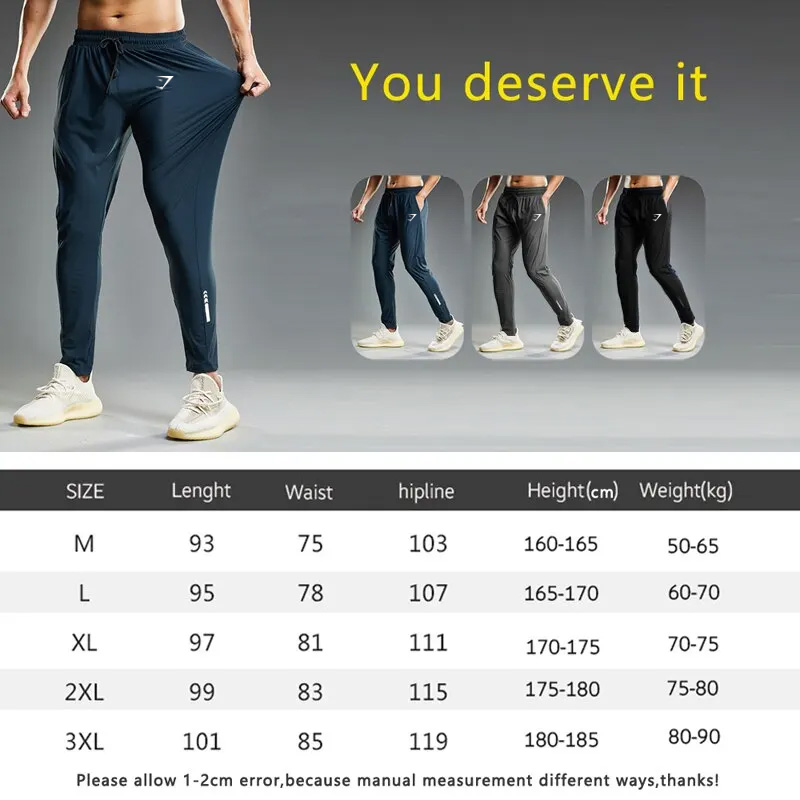 You deserve it
SIZE Lenght Waist hipline Height(cm) Weight(kg)
M 93 75 103 160-165 50-65
L 95 78 107 165-170 60-70
XL 97 81 111 170-175 70-75
2XL 99 83 115 175-180 75-80
3XL 101 85 119 180-185 80-90
Please allow 1-2cm error,because manual measurement different ways,thanks!